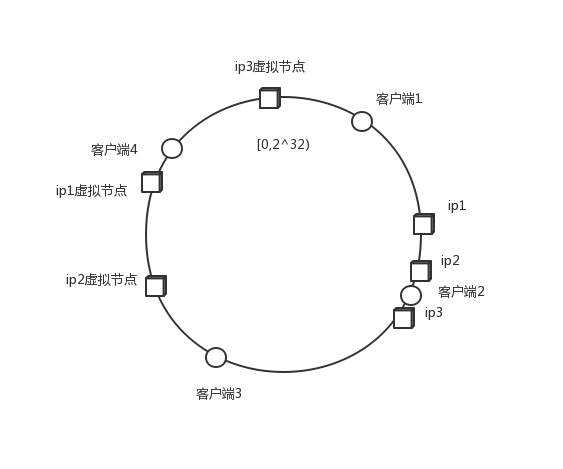 ip3虚拟节点
客户端1
[0,2^32)
客户端4
ip1虚拟节点
ip1
ip2
ip2虚拟节点
客户端2
ip3
客户端3